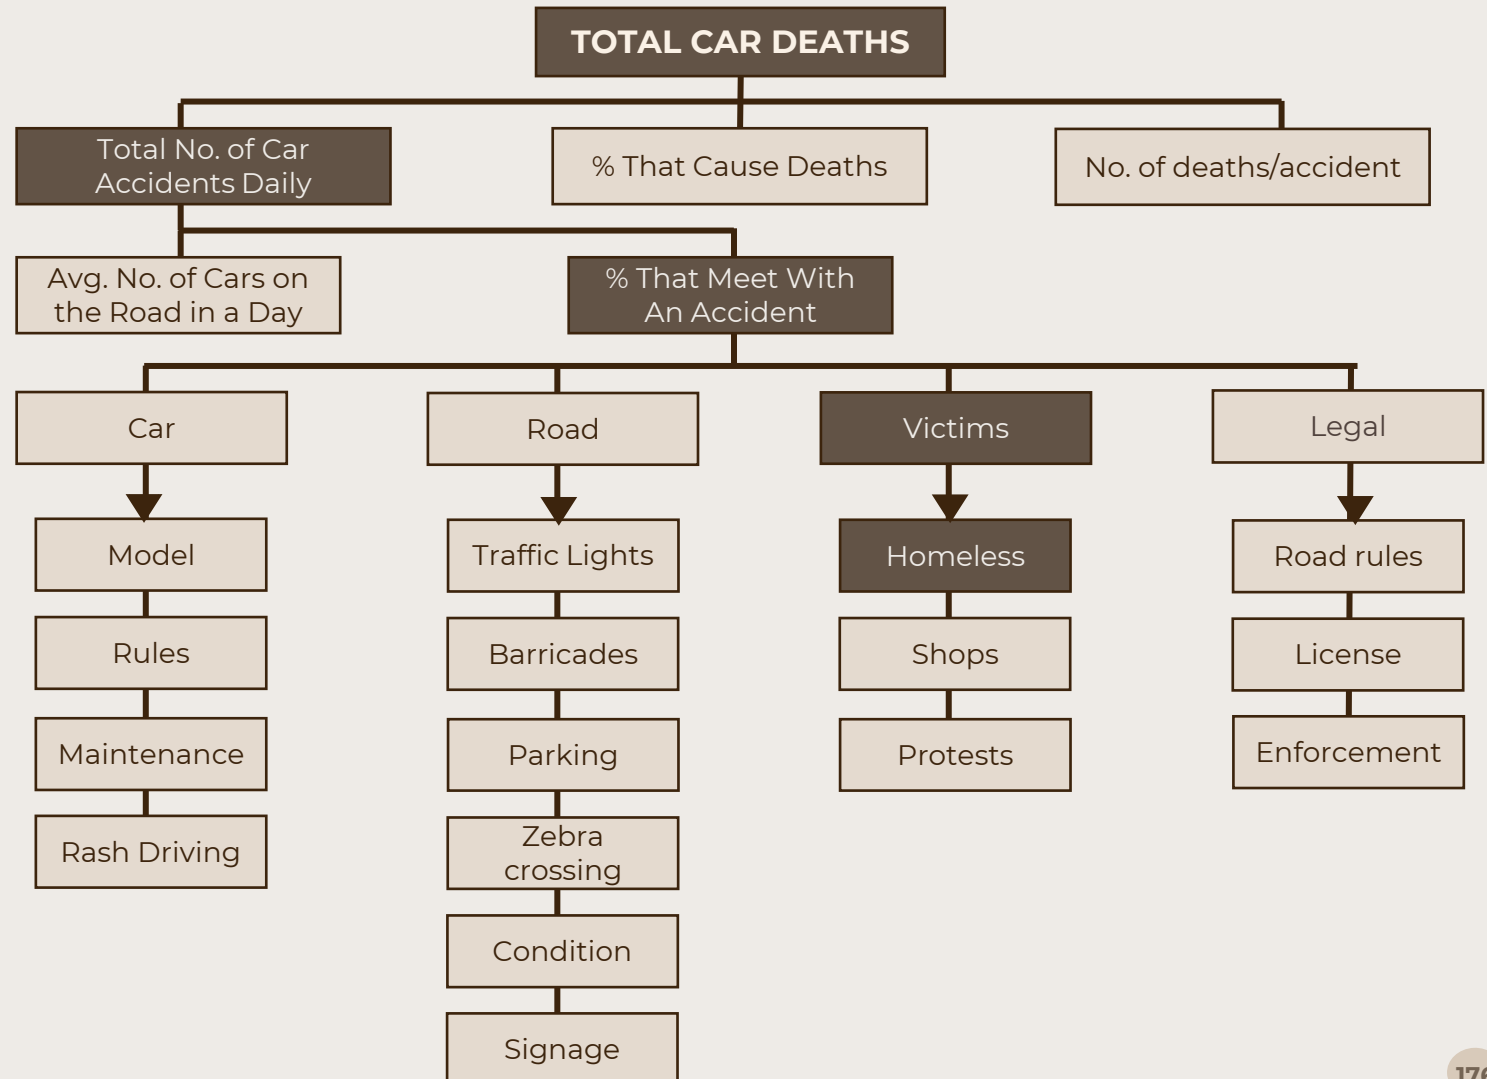 TOTAL CAR DEATHS
Total No. of Car
Accidents Daily
% That Cause Deaths
No. of deaths/accident
Avg. No. of Cars on
the Road in a Day
% That Meet With
An Accident
Car
Road
Victims
Legal
Model
Traffic Lights
Homeless
Road rules
Rules
Barricades
Shops
License
Maintenance
Parking
Protests
Enforcement
Rash Driving
Zebra
crossing
Condition
Signage
176